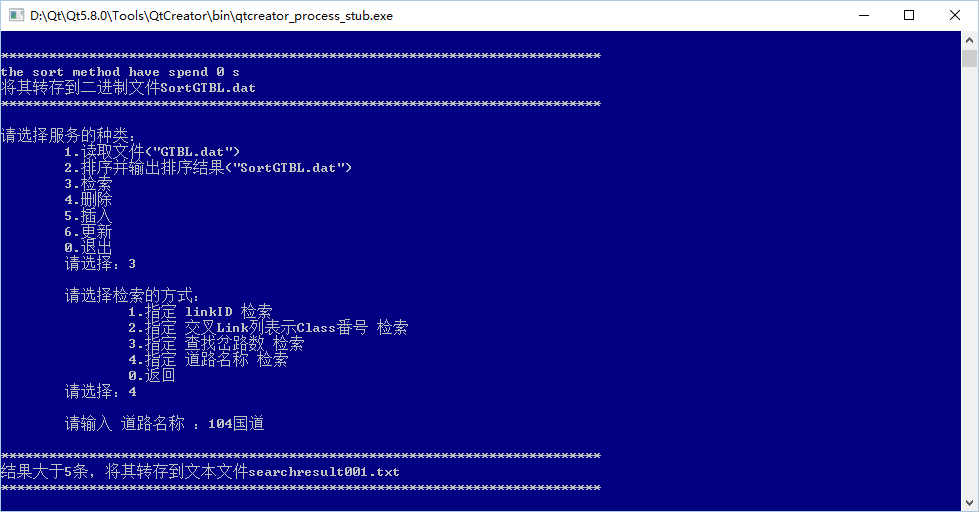 D:\Qt\Qt5.8.0\Tools\QtCreator\bin\qtcreator_process_stub.exe
***************************************************************************
the sort method have spend 0 s
将其转存到二进制文件SortGTBL.dat
***************************************************************************
请选择服务的种类:
1.读取文件("GTBL.dat")
2.排序并输出排序结果("SortGTBL.dat")
3.检索
4.删除
5.插入
6.更新
0.退出
请选择: 3
请选择检索的方式:
1.指定 linkID 检索
2.指定 交叉Link列表示Class番号 检索
3.指定 查找岔路数 检索
4.指定 道路名称 检索
0.返回
请选择: 4
请输入 道路名称 : 104国道
***************************************************************************
结果大于5条, 将其转存到文本文件searchresult001.txt
***************************************************************************